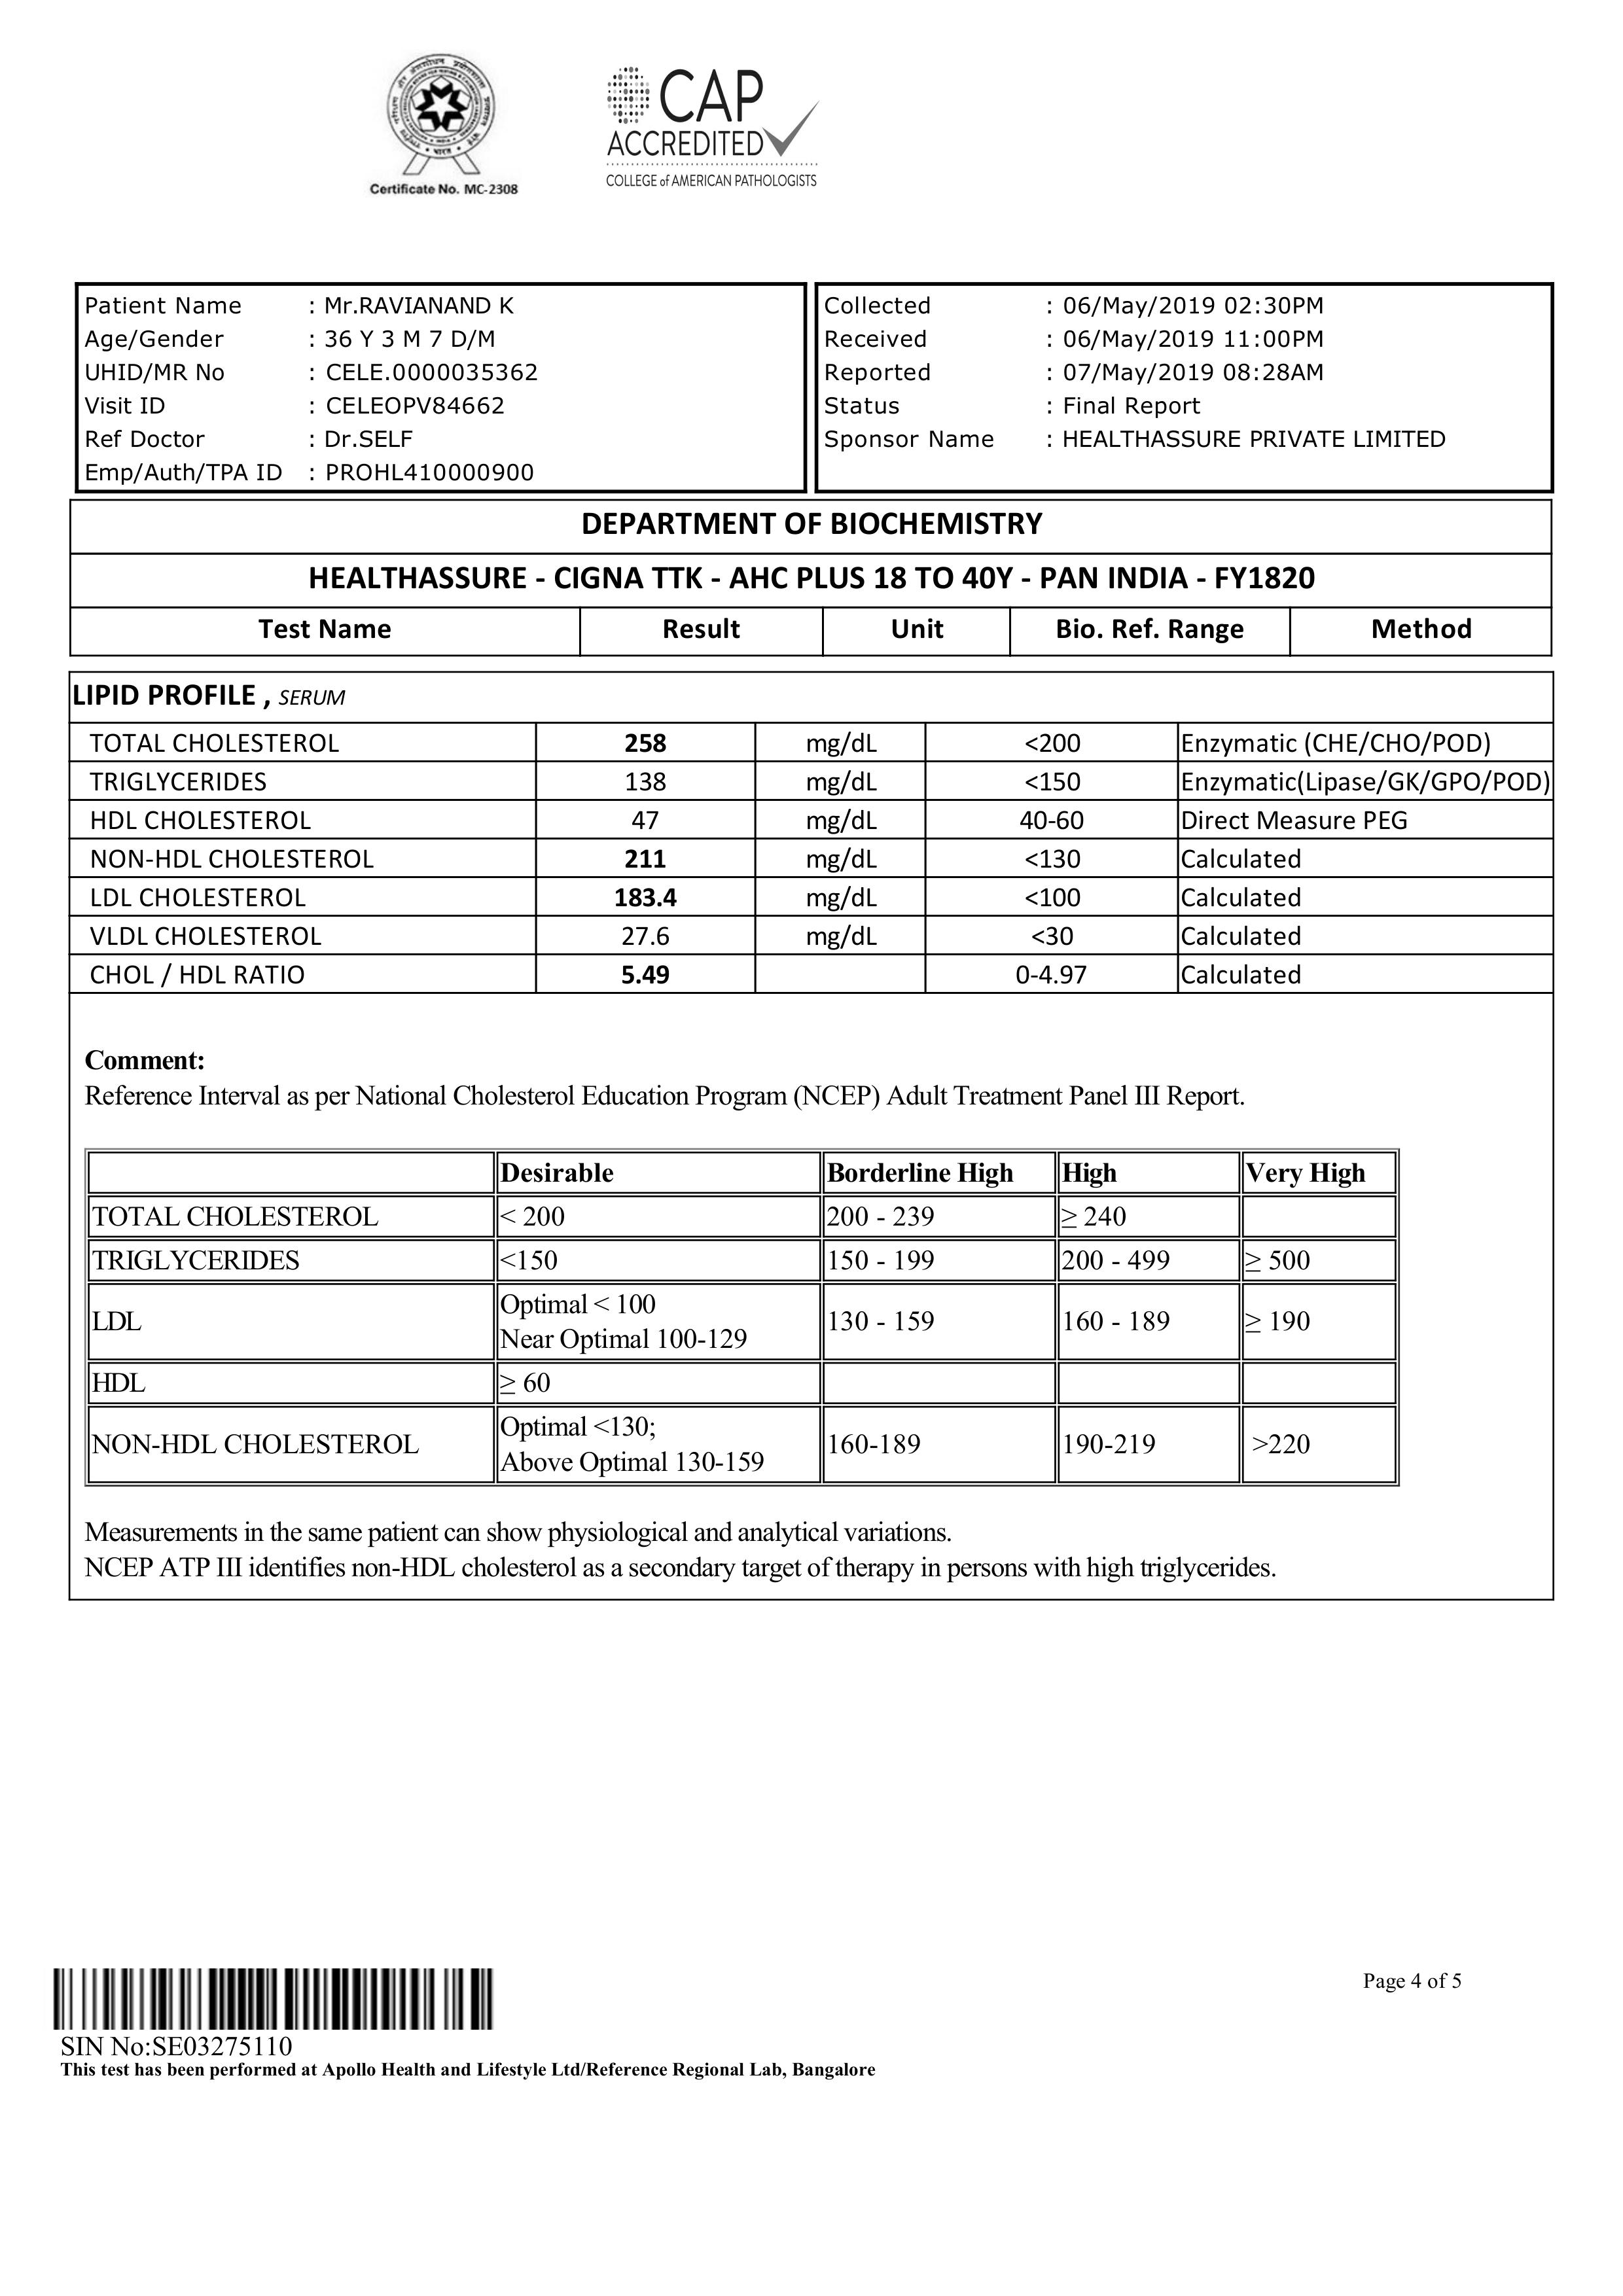 Certificate No. MC-2308
CAP
ACCREDITED
COLLEGE of AMERICAN PATHOLOGISTS
Patient Name : Mr.RAVIANAND K
Age/Gender : 36 Y 3 M 7 D/M
UHID/MR No : CELE.0000035362
Visit ID : CELEOPV84662
Ref Doctor : Dr.SELF
Emp/Auth/TPA ID : PROHL410000900
Collected : 06/May/2019 02:30PM
Received : 06/May/2019 11:00PM
Reported : 07/May/2019 08:28AM
Status : Final Report
Sponsor Name : HEALTHASSURE PRIVATE LIMITED
DEPARTMENT OF BIOCHEMISTRY
HEALTHASSURE - CIGNA TTK - AHC PLUS 18 TO 40Y - PAN INDIA - FY1820
Test Name Result Unit Bio. Ref. Range Method
LIPID PROFILE , SERUM
TOTAL CHOLESTEROL 258 mg/dL <200 Enzymatic (CHE/CHO/POD)
TRIGLYCERIDES 138 mg/dL <150 Enzymatic(Lipase/GK/GPO/POD)
HDL CHOLESTEROL 47 mg/dL 40-60 Direct Measure PEG
NON-HDL CHOLESTEROL 211 mg/dL <130 Calculated
LDL CHOLESTEROL 183.4 mg/dL <100 Calculated
VLDL CHOLESTEROL 27.6 mg/dL <30 Calculated
CHOL / HDL RATIO 5.49 0-4.97 Calculated
Comment:
Reference Interval as per National Cholesterol Education Program (NCEP) Adult Treatment Panel III Report.
Desirable Borderline High High Very High
TOTAL CHOLESTEROL < 200 200 - 239 ≥ 240
TRIGLYCERIDES <150 150 - 199 200 - 499 ≥ 500
LDL Optimal < 100
Near Optimal 100-129 130 - 159 160 - 189 ≥ 190
HDL ≥ 60
NON-HDL CHOLESTEROL Optimal <130;
Above Optimal 130-159 160-189 190-219 >220
Measurements in the same patient can show physiological and analytical variations.
NCEP ATP III identifies non-HDL cholesterol as a secondary target of therapy in persons with high triglycerides.
Page 4 of 5
SIN No:SE03275110
This test has been performed at Apollo Health and Lifestyle Ltd/Reference Regional Lab, Bangalore